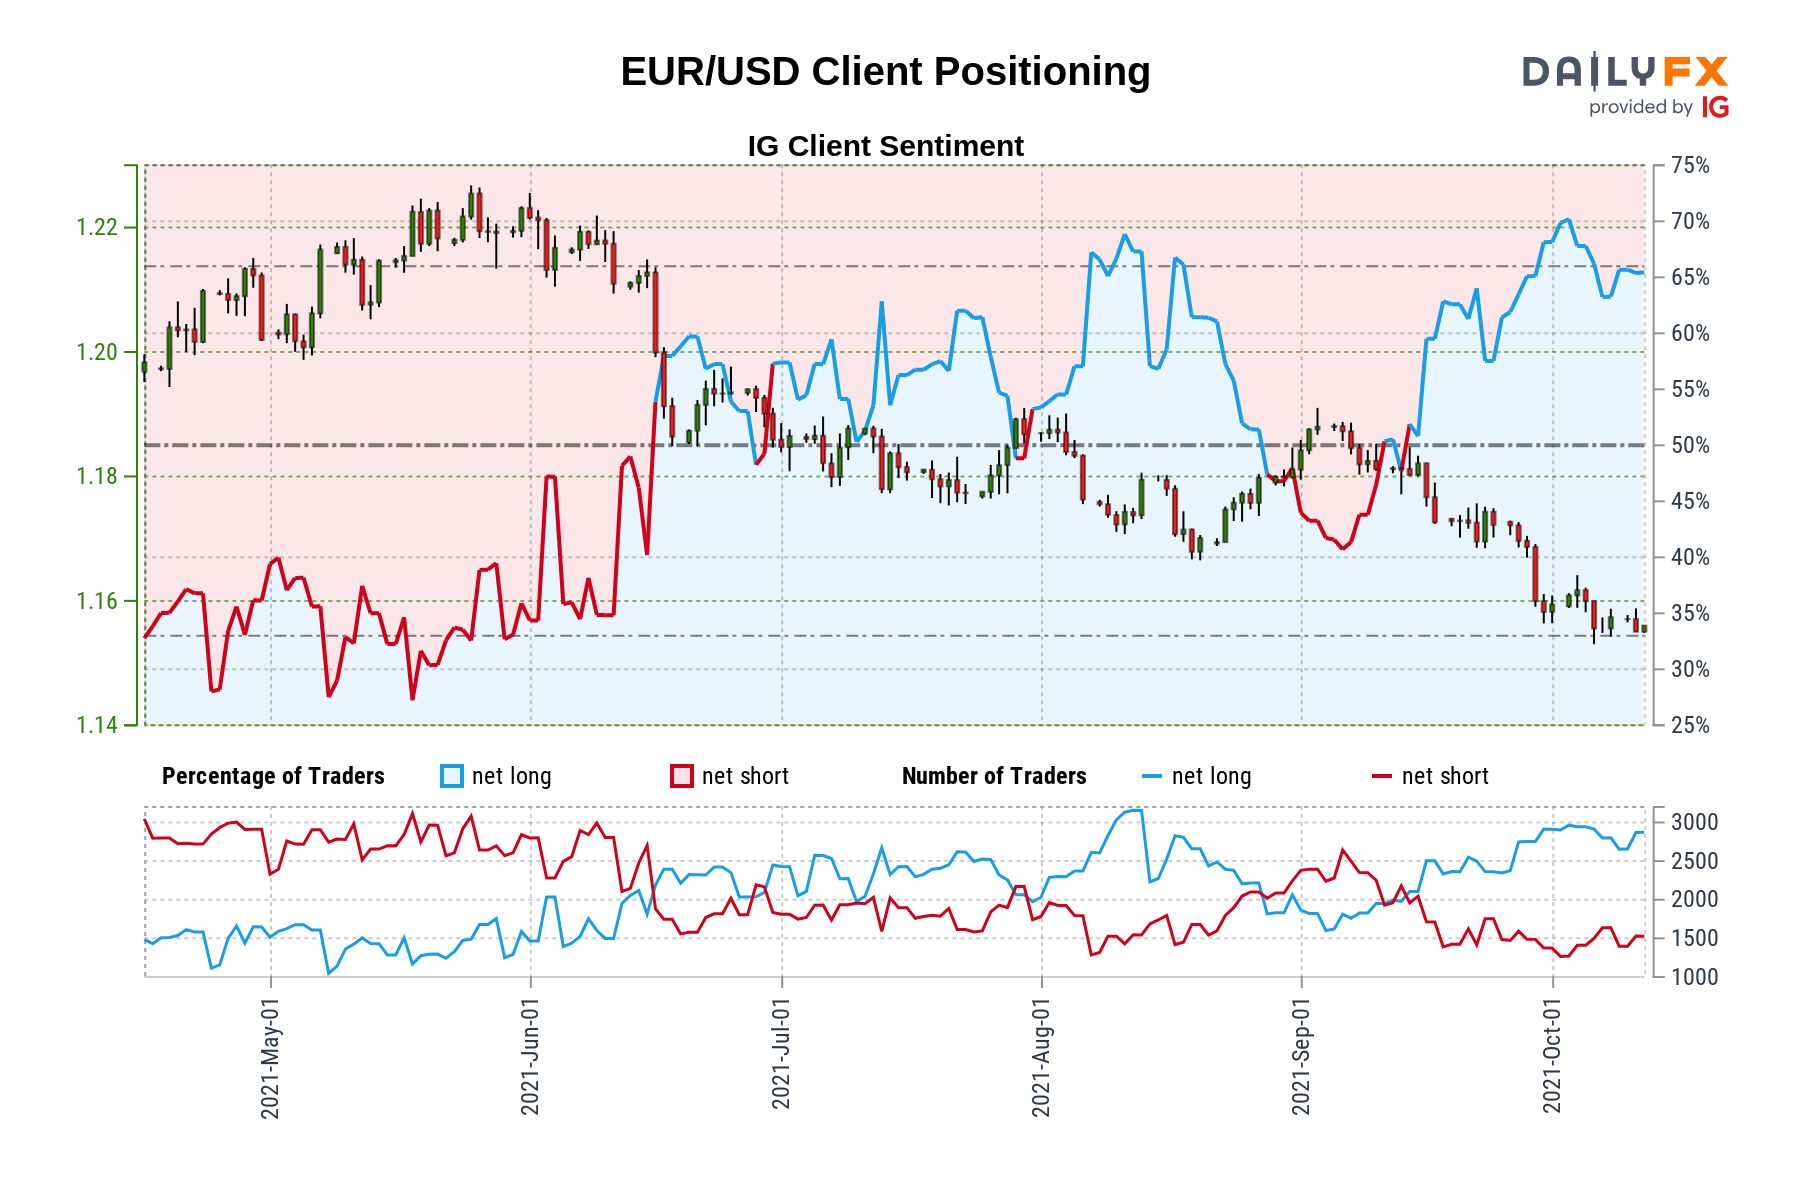 EUR/USD Client Positioning
DAILYFX
provided by IG
IG Client Sentiment
1.22
1.20
1.18
1.16
1.14
75%
70%
65%
60%
55%
50%
45%
40%
35%
30%
25%
Percentage of Traders net long net short Number of Traders net long net short
3000
2500
2000
1500
1000
2021-May-01
2021-Jun-01
2021-Jul-01
2021-Aug-01
2021-Sep-01
2021-Oct-01